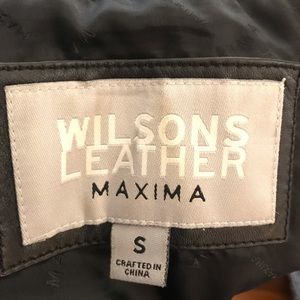 WILSONS
LEATHER
MAXIMA
S
CRAFTED IN
CHINA